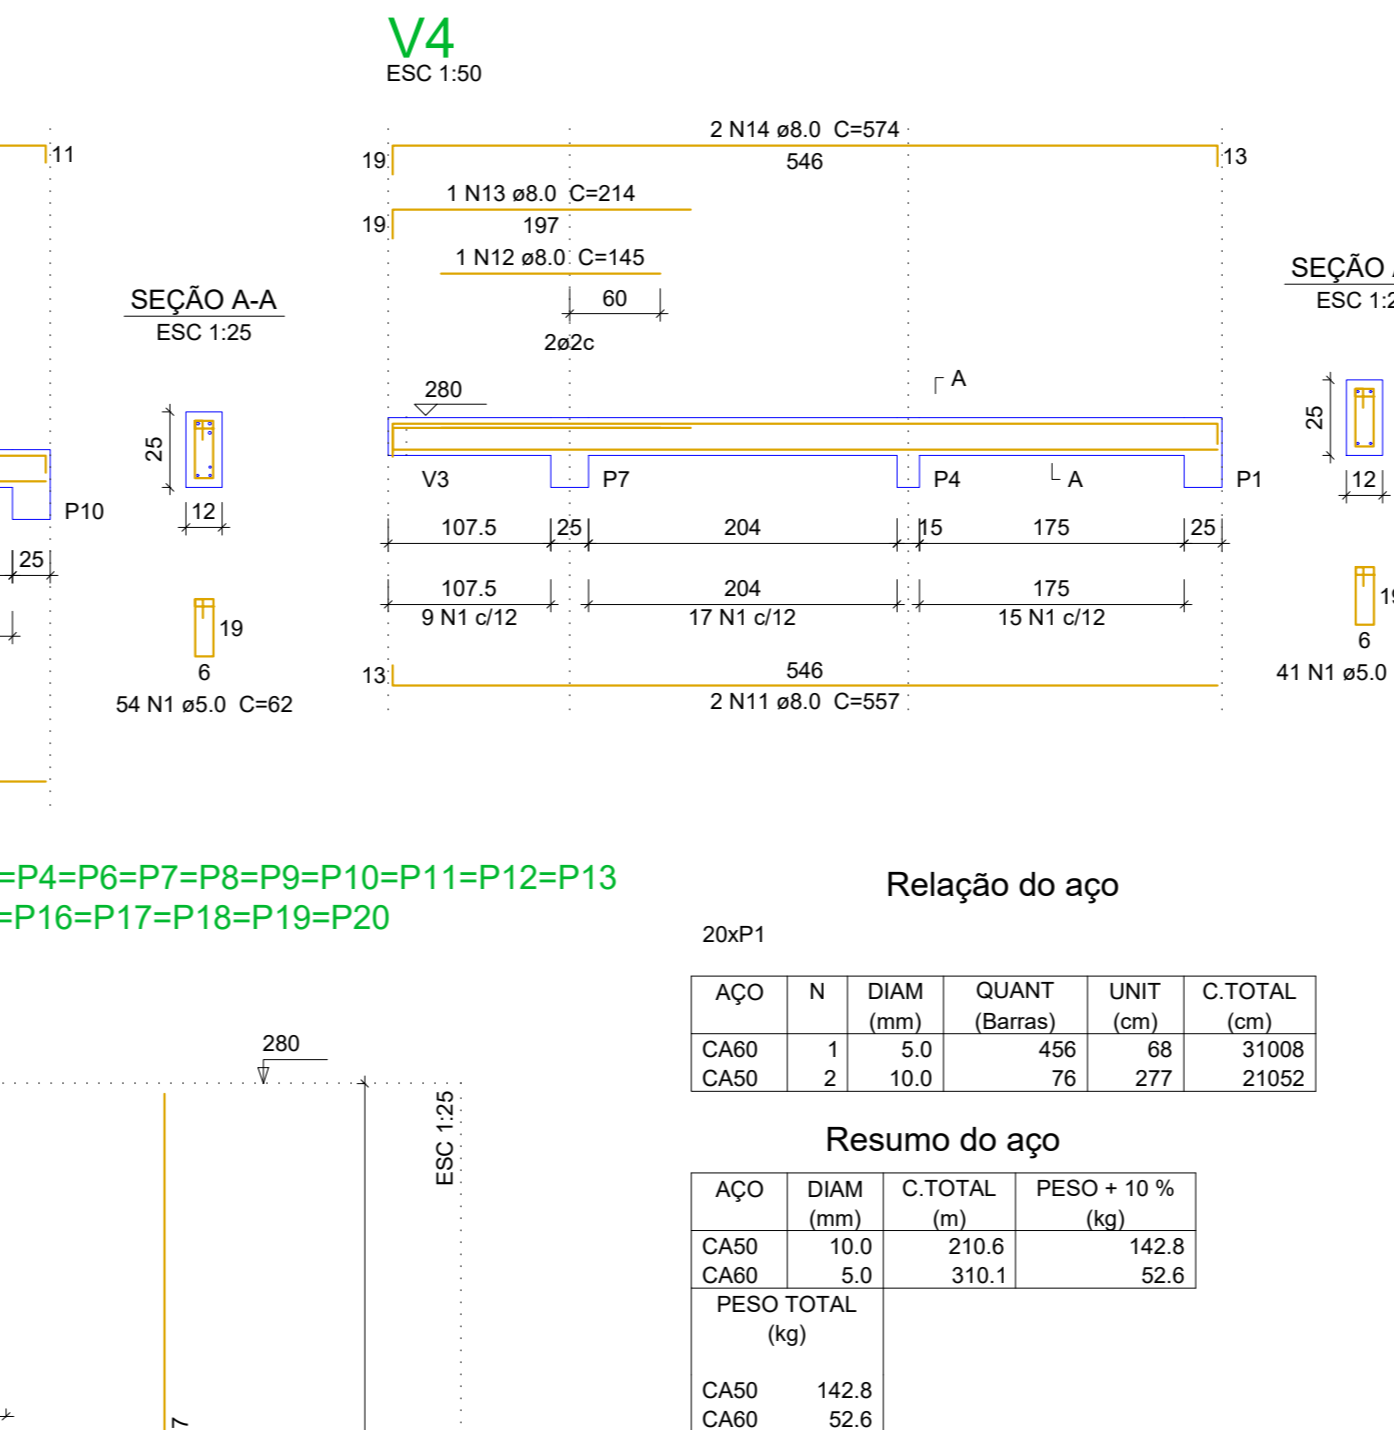 V4
ESC 1:50
2 N14 ø8.0 C=574
11
19
546
13
1 N13 ø8.0 C=214
19
197
1 N12 ø8.0 C=145
SEÇÃO A-A
ESC 1:25
60
2ø2c
SEÇÃO
ESC 1:2
280
A
25
25
V3
P7
P4
A
P1
12
12
P10
107.5
25
204
15
175
25
25
107.5
204
175
9 N1 c/12
17 N1 c/12
15 N1 c/12
19
6
54 N1 ø5.0 C=62
19
6
41 N1 ø5.0
13
546
2 N11 ø8.0 C=557
=P4=P6=P7=P8=P9=P10=P11=P12=P13
=P16=P17=P18=P19=P20
Relação do aço
20xP1
AÇO N DIAM QUANT UNIT C.TOTAL
(mm) (Barras) (cm) (cm)
CA60 1 5.0 456 68 31008
CA50 2 10.0 76 277 21052
280
ESC 1:25
7
Resumo do aço
AÇO DIAM C.TOTAL PESO + 10 %
(mm) (m) (kg)
CA50 10.0 210.6 142.8
CA60 5.0 310.1 52.6
PESO TOTAL
(kg)
CA50 142.8
CA60 52.6